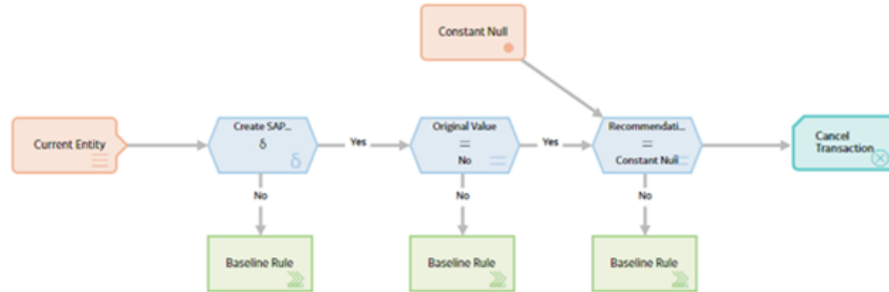 Constant Null
Current Entity
Create SAP...
δ
δ
Yes
Original Value
=
No
Yes
Recommendati...
=
Constant Null
Cancel
Transaction
No
No
No
Baseline Rule
Baseline Rule
Baseline Rule